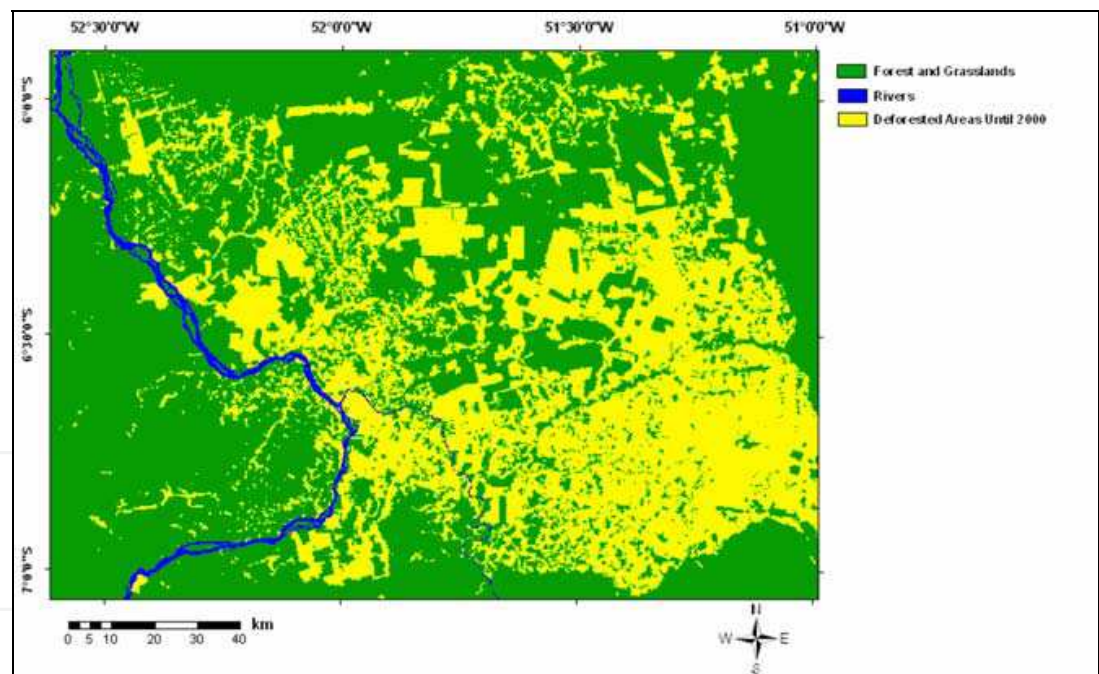 52°30'0"W 52°0'0"W 51°30'0"W 51°0'0"W
6°0'0"S
6°30'0"S
7°0'0"S
Forest and Grasslands
Rivers
Deforested Areas Until 2000
0 5 10 20 30 40 km
N
W E
S